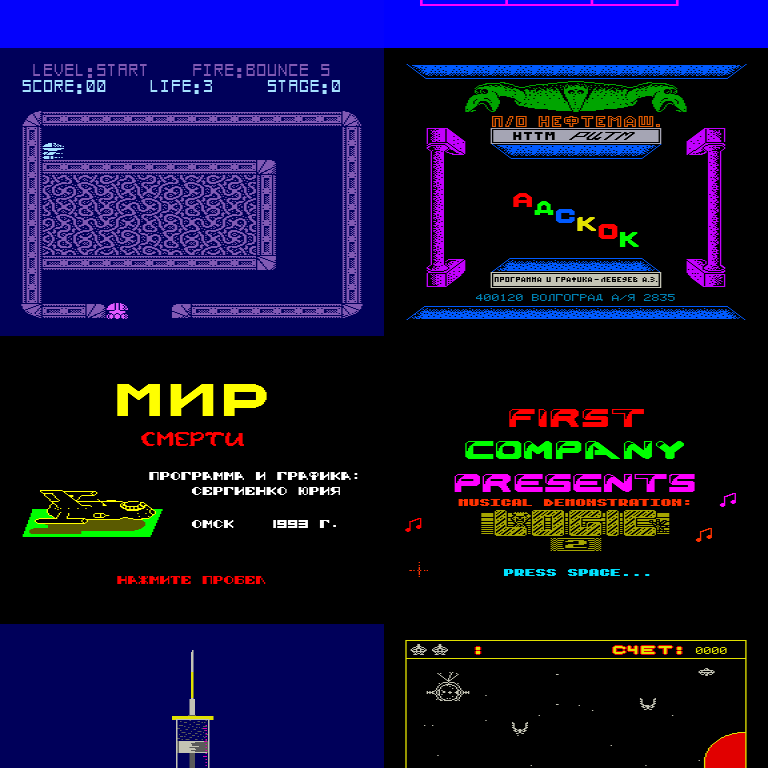 LEVEL:START FIRE:BOUNCE S
SCORE:00 LIFE:3 STAGE:0
П/О НЕФТЕМАШ.
НТТМ РИТМ
АДСКОК
ПРОГРАММА И ГРАФИКА-ЛЕБЕДЕВ А.З.
400120 ВОЛГОГРАД А/Я 2835
МИР
СМЕРТИ
ПРОГРАММА И ГРАФИКА:
СЕРГИЕНКО ЮРИЯ
ОМСК 1993 Г.
НАЖМИТЕ ПРОБЕЛ
FIRST
COMPANY
PRESENTS
MUSICAL DEMONSTRATION:
2
PRESS SPACE...
: СЧЕТ: 0000